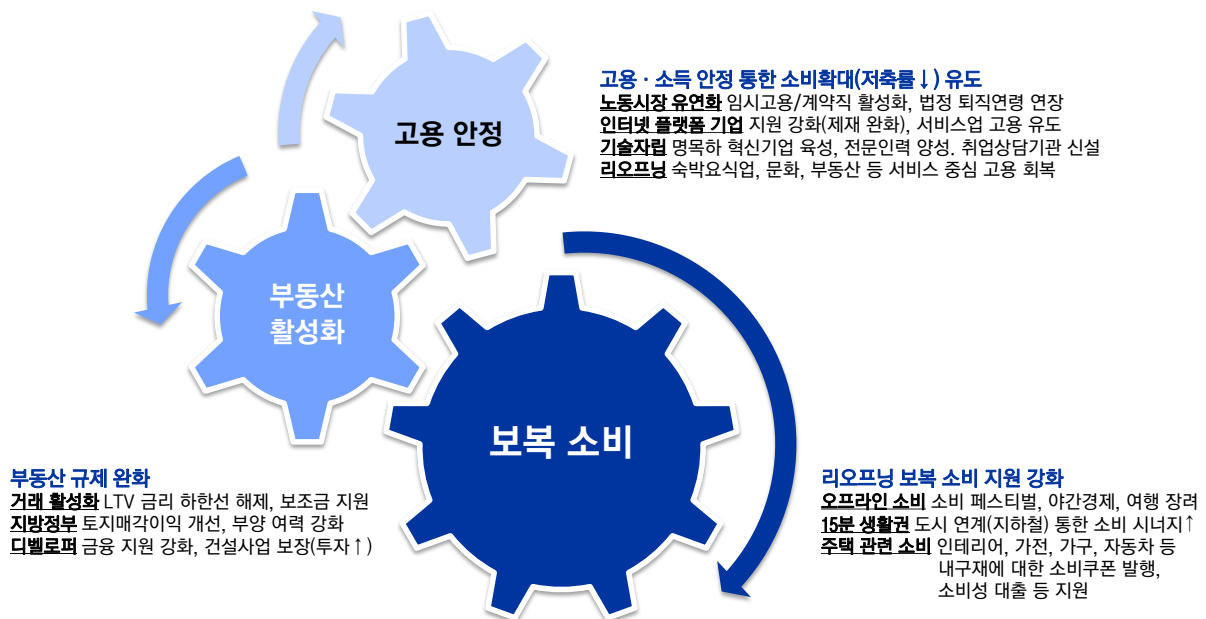 고용 · 소득 안정 통한 소비확대(저축률↓) 유도
노동시장 유연화 임시고용/계약직 활성화, 법정 퇴직연령 연장
인터넷 플랫폼 기업 지원 강화(제재 완화), 서비스업 고용 유도
기술자립 명목하 혁신기업 육성, 전문인력 양성. 취업상담기관 신설
리오프닝 숙박요식업, 문화, 부동산 등 서비스 중심 고용 회복
고용 안정
부동산
활성화
보복 소비
부동산 규제 완화
거래 활성화 LTV 금리 하한선 해제, 보조금 지원
지방정부 토지매각이익 개선, 부양 여력 강화
디벨로퍼 금융 지원 강화, 건설사업 보장(투자↑)
리오프닝 보복 소비 지원 강화
오프라인 소비 소비 페스티벌, 야간경제, 여행 장려
15분 생활권 도시 연계(지하철) 통한 소비 시너지↑
주택 관련 소비 인테리어, 가전, 가구, 자동차 등
내구재에 대한 소비쿠폰 발행,
소비성 대출 등 지원